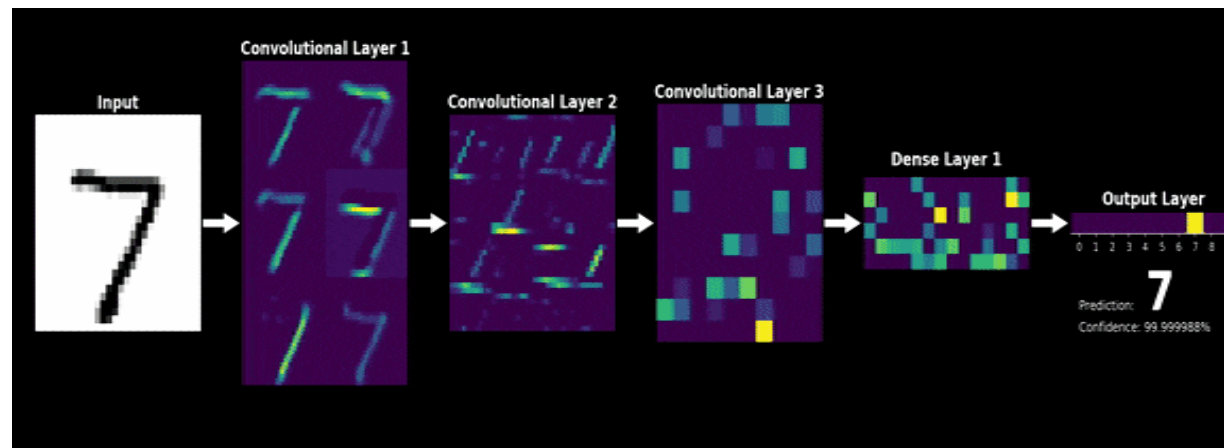 Input
Convolutional Layer 1
Convolutional Layer 2
Convolutional Layer 3
Dense Layer 1
Output Layer
7
0 1 2 3 4 5 6 7 8
Prediction: 7
Confidence: 99.999988%